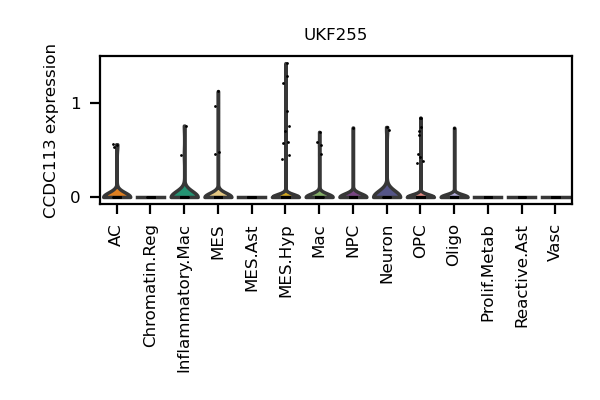 UKF255
CCDC113 expression
1
0
AC
Chromatin.Reg
Inflammatory.Mac
MES
MES.Ast
MES.Hyp
Mac
NPC
Neuron
OPC
Oligo
Prolif.Metab
Reactive.Ast
Vasc